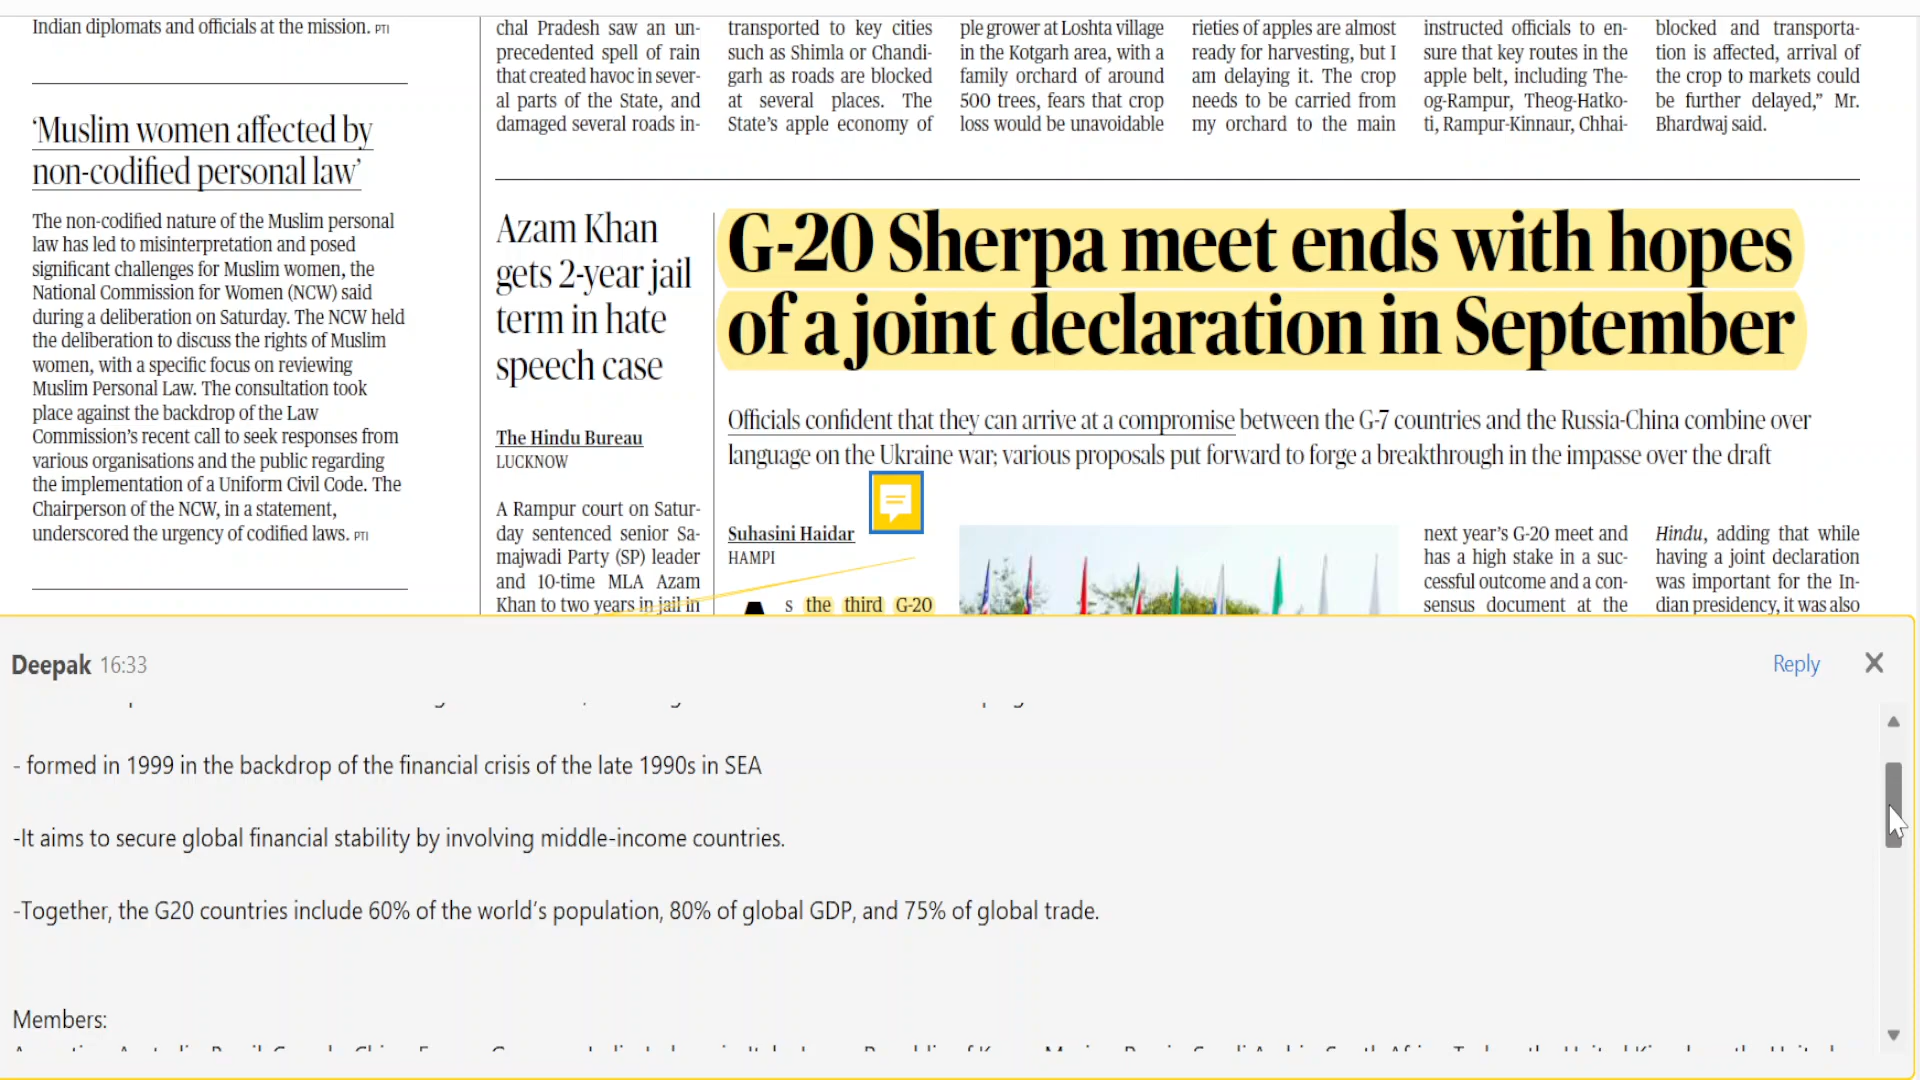 Indian diplomats and officials at the mission. PTI
‘Muslim women affected by
non-codified personal law’
The non-codified nature of the Muslim personal
law has led to misinterpretation and posed
significant challenges for Muslim women, the
National Commission for Women (NCW) said
during a deliberation on Saturday. The NCW held
the deliberation to discuss the rights of Muslim
women, with a specific focus on reviewing
Muslim Personal Law. The consultation took
place against the backdrop of the Law
Commission’s recent call to seek responses from
various organisations and the public regarding
the implementation of a Uniform Civil Code. The
Chairperson of the NCW, in a statement,
underscored the urgency of codified laws. PTI
chal Pradesh saw an un-
precedented spell of rain
that created havoc in sever-
al parts of the State, and
damaged several roads in-
transported to key cities
such as Shimla or Chandi-
garh as roads are blocked
at several places. The
State’s apple economy of
ple grower at Loshta village
in the Kotgarh area, with a
family orchard of around
500 trees, fears that crop
loss would be unavoidable
rieties of apples are almost
ready for harvesting, but I
am delaying it. The crop
needs to be carried from
my orchard to the main
instructed officials to en-
sure that key routes in the
apple belt, including The-
og-Rampur, Theog-Hatko-
ti, Rampur-Kinnaur, Chhai-
blocked and transporta-
tion is affected, arrival of
the crop to markets could
be further delayed,” Mr.
Bhardwaj said.
Azam Khan
gets 2-year jail
term in hate
speech case
The Hindu Bureau
LUCKNOW
A Rampur court on Satur-
day sentenced senior Sa-
majwadi Party (SP) leader
and 10-time MLA Azam
Khan to two years in jail in
G-20 Sherpa meet ends with hopes
of a joint declaration in September
Officials confident that they can arrive at a compromise between the G-7 countries and the Russia-China combine over
language on the Ukraine war; various proposals put forward to forge a breakthrough in the impasse over the draft
Suhasini Haidar
HAMPI
As the third G-20
next year’s G-20 meet and
has a high stake in a suc-
cessful outcome and a con-
sensus document at the
Hindu, adding that while
having a joint declaration
was important for the In-
dian presidency, it was also
Deepak 16:33
Reply
- formed in 1999 in the backdrop of the financial crisis of the late 1990s in SEA
-It aims to secure global financial stability by involving middle-income countries.
-Together, the G20 countries include 60% of the world’s population, 80% of global GDP, and 75% of global trade.
Members: